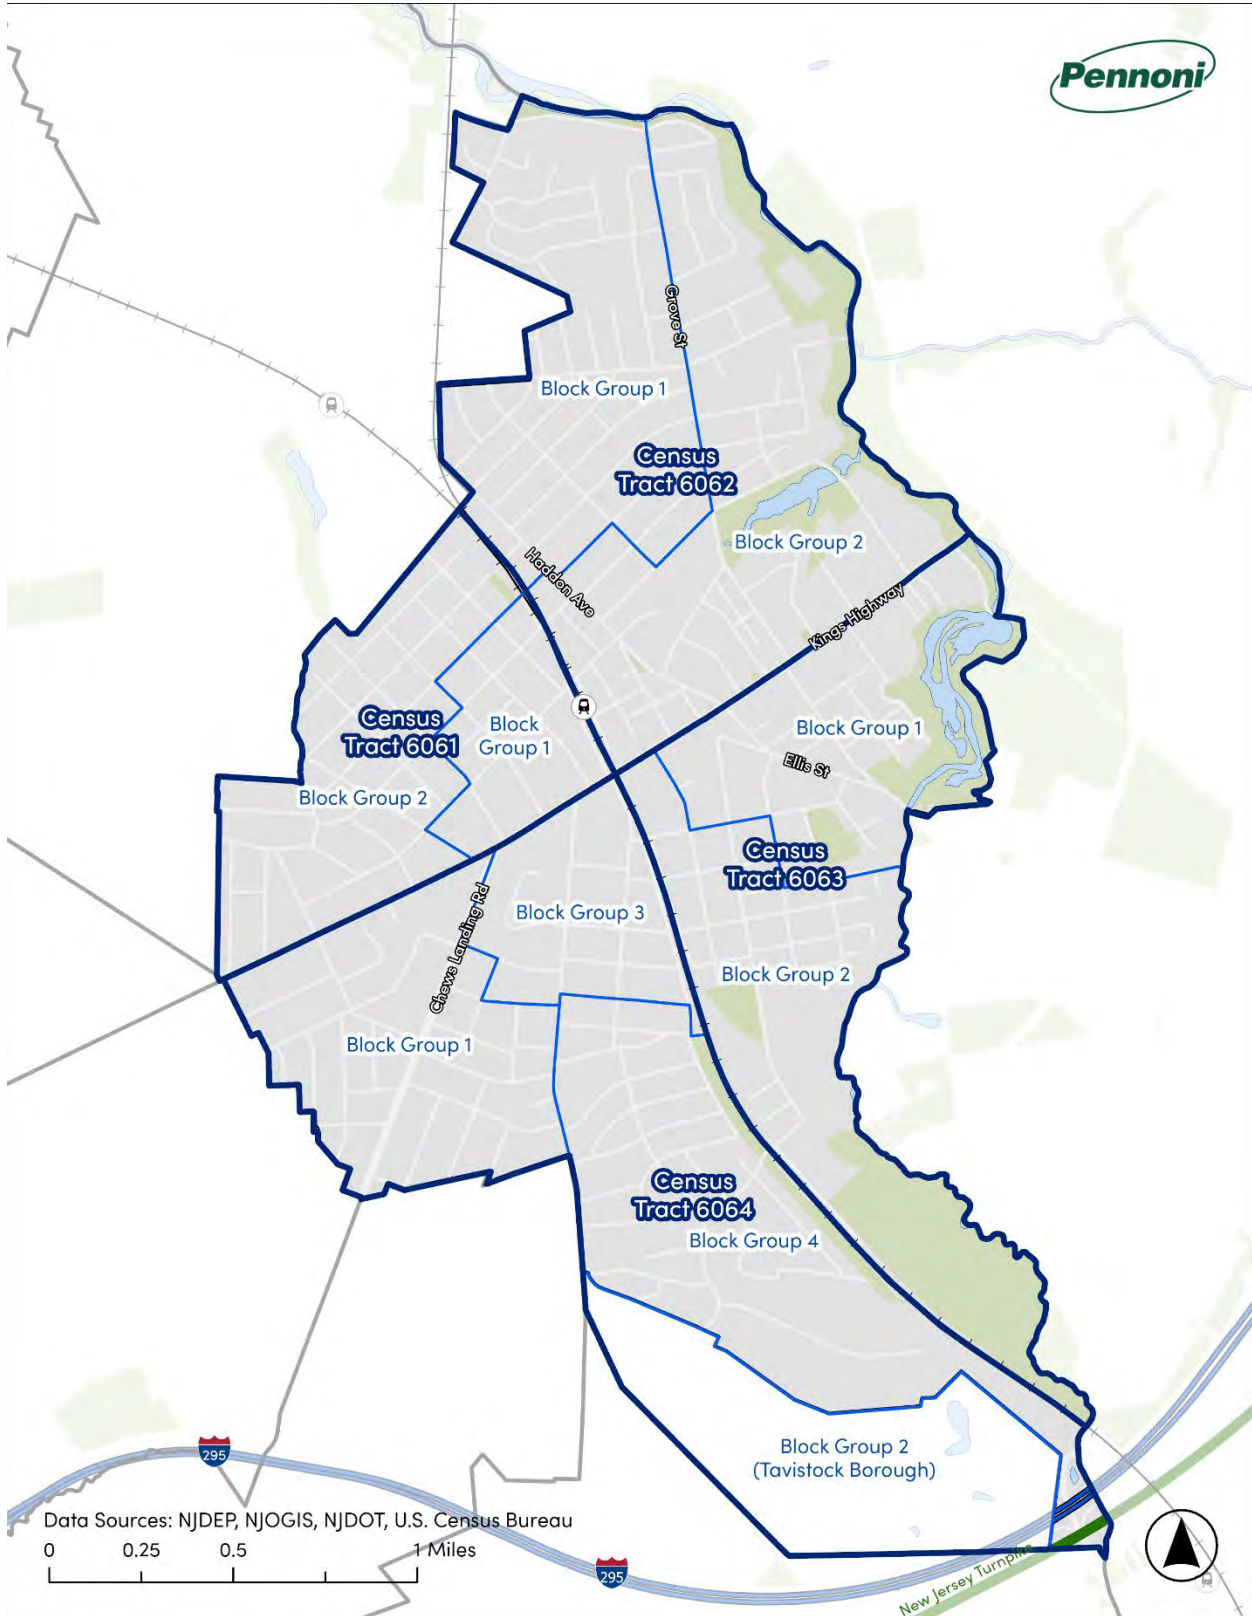 Pennoni
Grove St
Block Group 1
Census
Tract 6062
Block Group 2
Haddon Ave
Kings Highway
Census
Tract 6061
Block
Group 1
Block Group 1
Ellis St
Block Group 2
Census
Tract 6063
Chews Landing Rd
Block Group 3
Block Group 2
Block Group 1
Census
Tract 6064
Block Group 4
Block Group 2
(Tavistock Borough)
295
Data Sources: NJDEP, NJOGIS, NJDOT, U.S. Census Bureau
0 0.25 0.5 1 Miles
295
New Jersey Turnpike